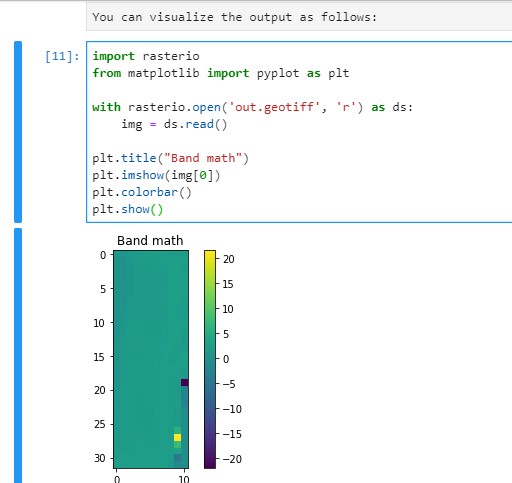 You can visualize the output as follows:
[11]:
import rasterio
from matplotlib import pyplot as plt
with rasterio.open('out.geotiff', 'r') as ds:
    img = ds.read()
plt.title("Band math")
plt.imshow(img[0])
plt.colorbar()
plt.show()
Band math
0
5
10
15
20
25
30
0 10
20
15
10
5
0
−5
−10
−15
−20